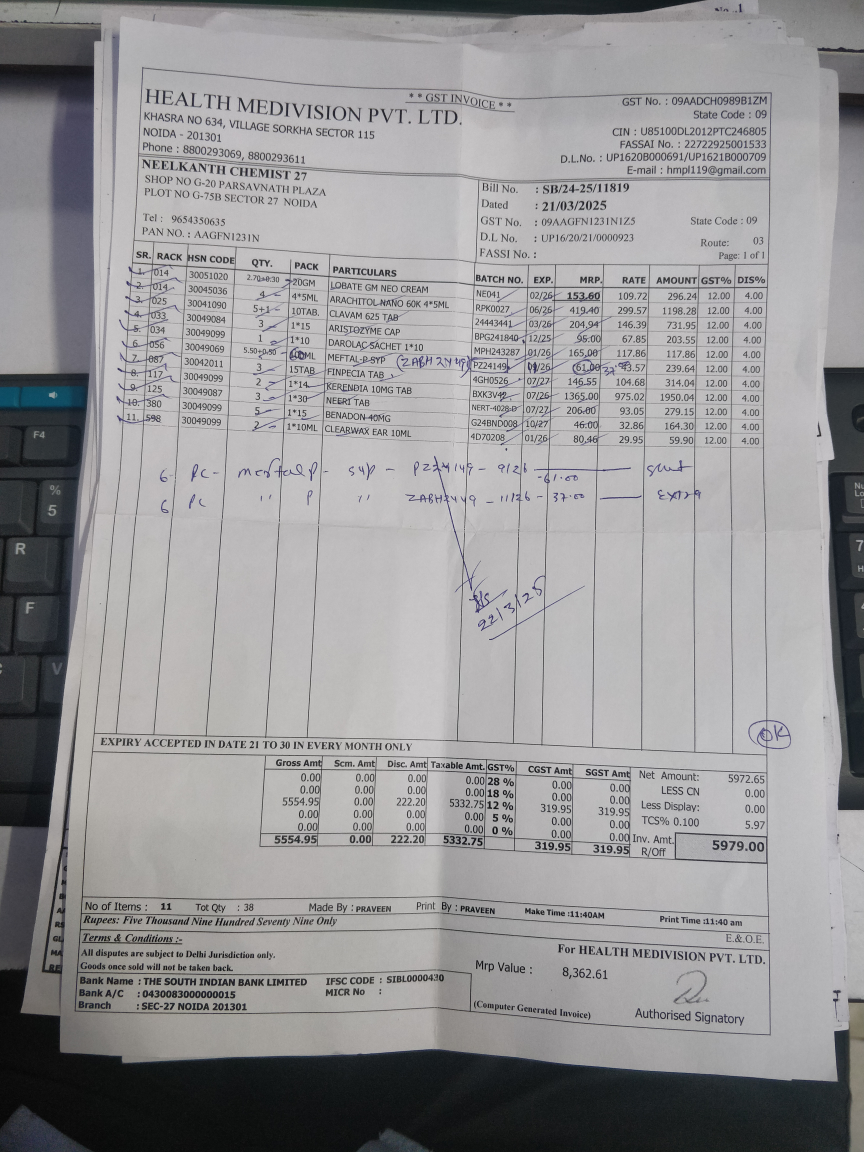 * * GST INVOICE * *
HEALTH MEDIVISION PVT. LTD.
KHASRA NO 634, VILLAGE SORKHA SECTOR 115
NOIDA - 201301
Phone : 8800293069, 8800293611
GST No. : 09AADCH0989B1ZM
State Code : 09
CIN : U85100DL2012PTC246805
FASSAI No. : 22722925001533
D.L.No. : UP1620B000691/UP1621B000709
E-mail : hmpl119@gmail.com
NEELKANTH CHEMIST 27
SHOP NO G-20 PARSAVNATH PLAZA
PLOT NO G-75B SECTOR 27 NOIDA
Tel : 9654350635
PAN NO. : AAGFN1231N
Bill No. : SB/24-25/11819
Dated : 21/03/2025
GST No. : 09AAGFN1231N1Z5 State Code : 09
D.L No. : UP16/20/21/0000923 Route: 03
FASSI No. : Page: 1 of 1
SR. RACK HSN CODE QTY. PACK PARTICULARS BATCH NO. EXP. MRP. RATE AMOUNT GST% DIS%
1. 014 30051020 2.70+0.30 20GM LOBATE GM NEO CREAM NE041 02/26 153.60 109.72 296.24 12.00 4.00
2. 014 30045036 4 4*5ML ARACHITOL NANO 60K 4*5ML RPK0027 06/26 419.40 299.57 1198.28 12.00 4.00
3. 025 30041090 5+1 10TAB. CLAVAM 625 TAB 24443441 03/26 204.94 146.39 731.95 12.00 4.00
4. 033 30049084 3 1*15 ARISTOZYME CAP BPG241840 12/25 95.00 67.85 203.55 12.00 4.00
5. 034 30049099 1 1*10 DAROLAC SACHET 1*10 MPH243287 01/26 165.00 117.86 117.86 12.00 4.00
6. 056 30049069 5.50+0.50 MEFTAL-P SYP (ZABH2449) PZ24149 61.00 37.00 239.64 12.00 4.00
7. 087 30042011 3 15TAB FINPECIA TAB 4GH0526 07/27 146.55 104.68 314.04 12.00 4.00
8. 117 30049099 2 1*14 KERENDIA 10MG TAB BXK3V42 07/26 1365.00 975.02 1950.04 12.00 4.00
9. 125 30049087 3 1*30 NEERI TAB NERT-4028-D 07/27 206.00 93.05 279.15 12.00 4.00
10. 380 30049099 5 1*15 BENADON 40MG G24BND008 10/27 46.00 32.86 164.30 12.00 4.00
11. 598 30049099 2 1*10ML CLEARWAX EAR 10ML 4D70208 01/26 80.46 29.95 59.90 12.00 4.00
6 - PC - meftal P - syp - PZ24149 - 9/26 - 61.00
6 PC " P " ZABH2449 - 11/26 - 37.00
22/3/25
OK
EXPIRY ACCEPTED IN DATE 21 TO 30 IN EVERY MONTH ONLY
Gross Amt Scm. Amt Disc. Amt Taxable Amt. GST% CGST Amt SGST Amt
0.00 0.00 0.00 0.00 28 % 0.00 0.00
0.00 0.00 0.00 0.00 18 % 0.00 0.00
5554.95 0.00 222.20 5332.75 12 % 319.95 319.95
0.00 0.00 0.00 0.00 5 % 0.00 0.00
0.00 0.00 0.00 0.00 0 % 0.00 0.00
5554.95 0.00 222.20 5332.75 319.95 319.95
Net Amount: 5972.65
LESS CN 0.00
Less Display: 0.00
TCS% 0.100 5.97
Inv. Amt. R/Off 5979.00
No of Items : 11 Tot Qty : 38 Made By : PRAVEEN Print By : PRAVEEN Make Time :11:40AM Print Time :11:40 am
Rupees: Five Thousand Nine Hundred Seventy Nine Only
E.& O.E.
Terms & Conditions :-
All disputes are subject to Delhi Jurisdiction only.
Goods once sold will not be taken back.
For HEALTH MEDIVISION PVT. LTD.
Bank Name : THE SOUTH INDIAN BANK LIMITED IFSC CODE : SIBL0000430
Bank A/C : 0430083000000015 MICR No :
Branch : SEC-27 NOIDA 201301
Mrp Value : 8,362.61
(Computer Generated Invoice)
Authorised Signatory
F4
%
5
R
F
V